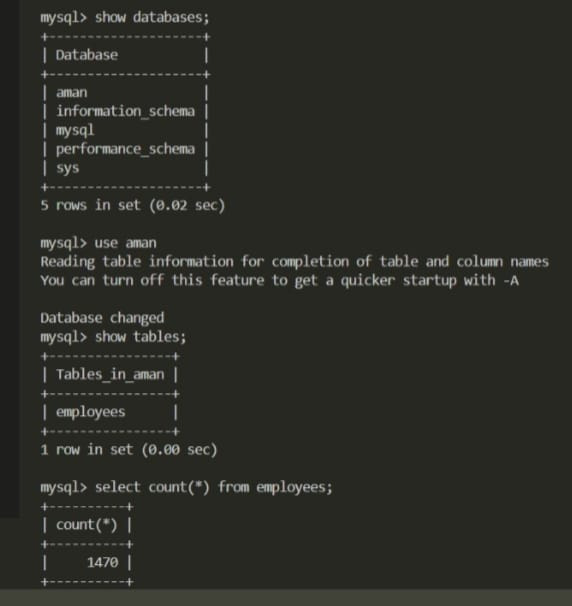 mysql> show databases;
+--------------------+
| Database           |
+--------------------+
| aman               |
| information_schema |
| mysql              |
| performance_schema |
| sys                |
+--------------------+
5 rows in set (0.02 sec)

mysql> use aman
Reading table information for completion of table and column names
You can turn off this feature to get a quicker startup with -A

Database changed
mysql> show tables;
+----------------+
| Tables_in_aman |
+----------------+
| employees      |
+----------------+
1 row in set (0.00 sec)

mysql> select count(*) from employees;
+----------+
| count(*) |
+----------+
|     1470 |
+----------+